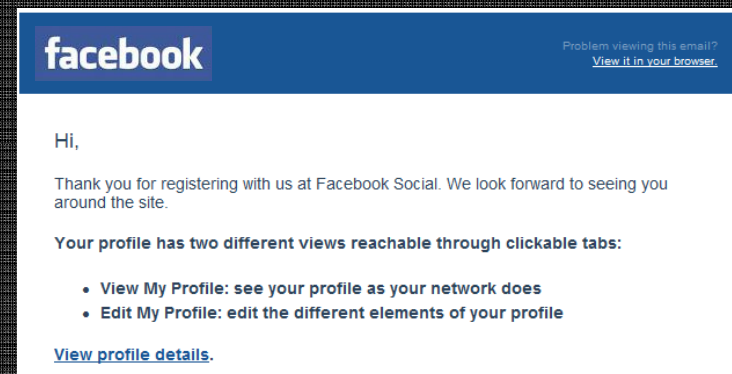 facebook
Problem viewing this email?
View it in your browser.
Hi,
Thank you for registering with us at Facebook Social. We look forward to seeing you
around the site.
Your profile has two different views reachable through clickable tabs:
• View My Profile: see your profile as your network does
• Edit My Profile: edit the different elements of your profile
View profile details.